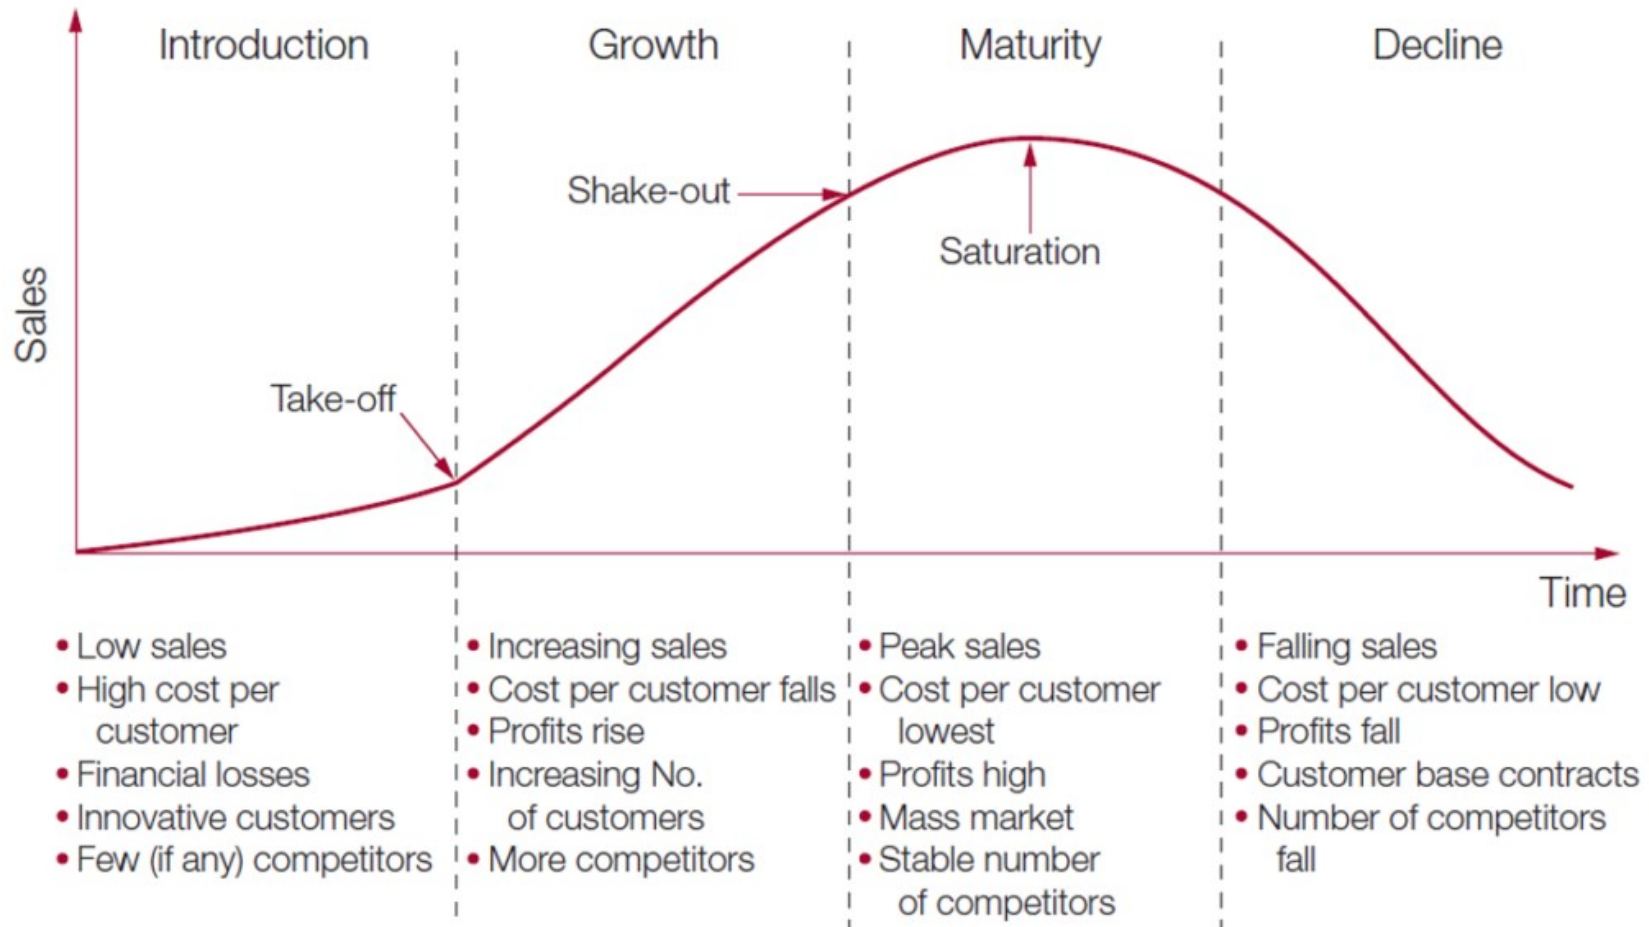 Introduction
Growth
Maturity
Decline
Shake-out
Saturation
Sales
Take-off
Time
• Low sales
• High cost per
customer
• Financial losses
• Innovative customers
• Few (if any) competitors
• Increasing sales
• Cost per customer falls
• Profits rise
• Increasing No.
of customers
• More competitors
• Peak sales
• Cost per customer
lowest
• Profits high
• Mass market
• Stable number
of competitors
• Falling sales
• Cost per customer low
• Profits fall
• Customer base contracts
• Number of competitors
fall